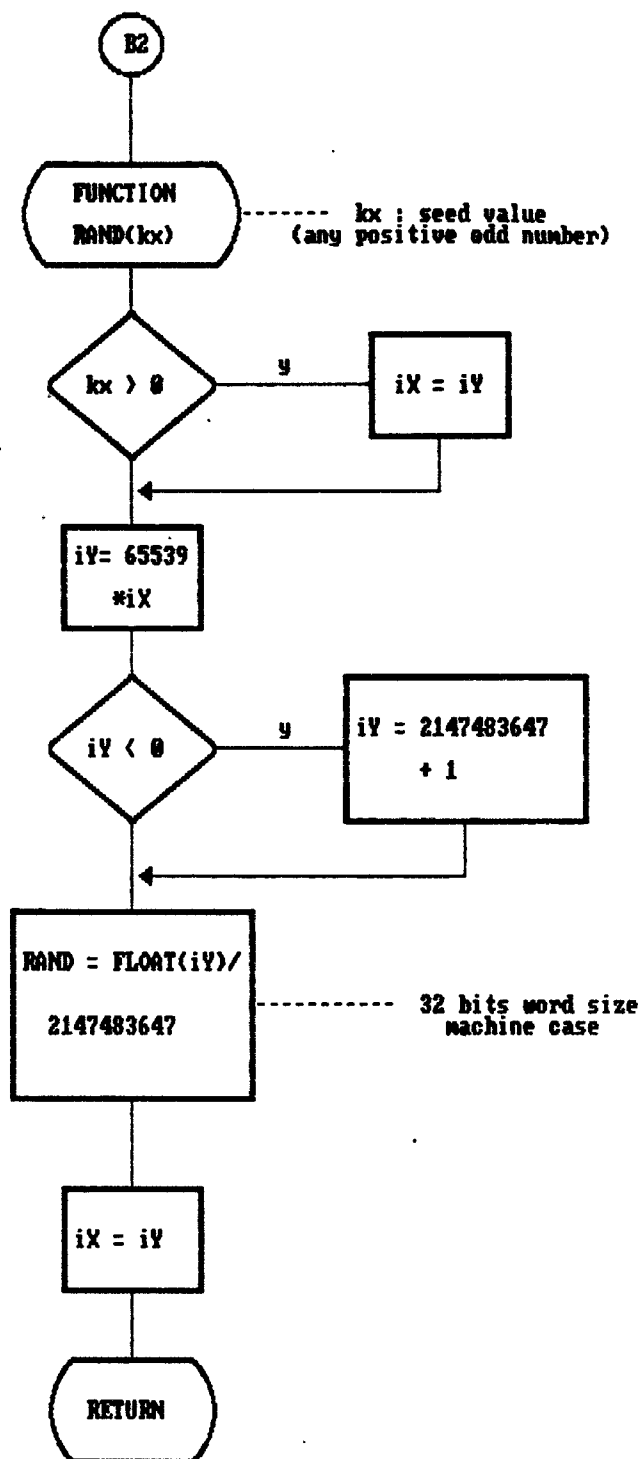 B2
FUNCTION
RAND(kx)
kx : seed value
(any positive odd number)
kx > 0
y
iX = iY
iY= 65539
*iX
iY < 0
y
iY = 2147483647
+ 1
RAND = FLOAT(iY)/
2147483647
32 bits word size
machine case
iX = iY
RETURN